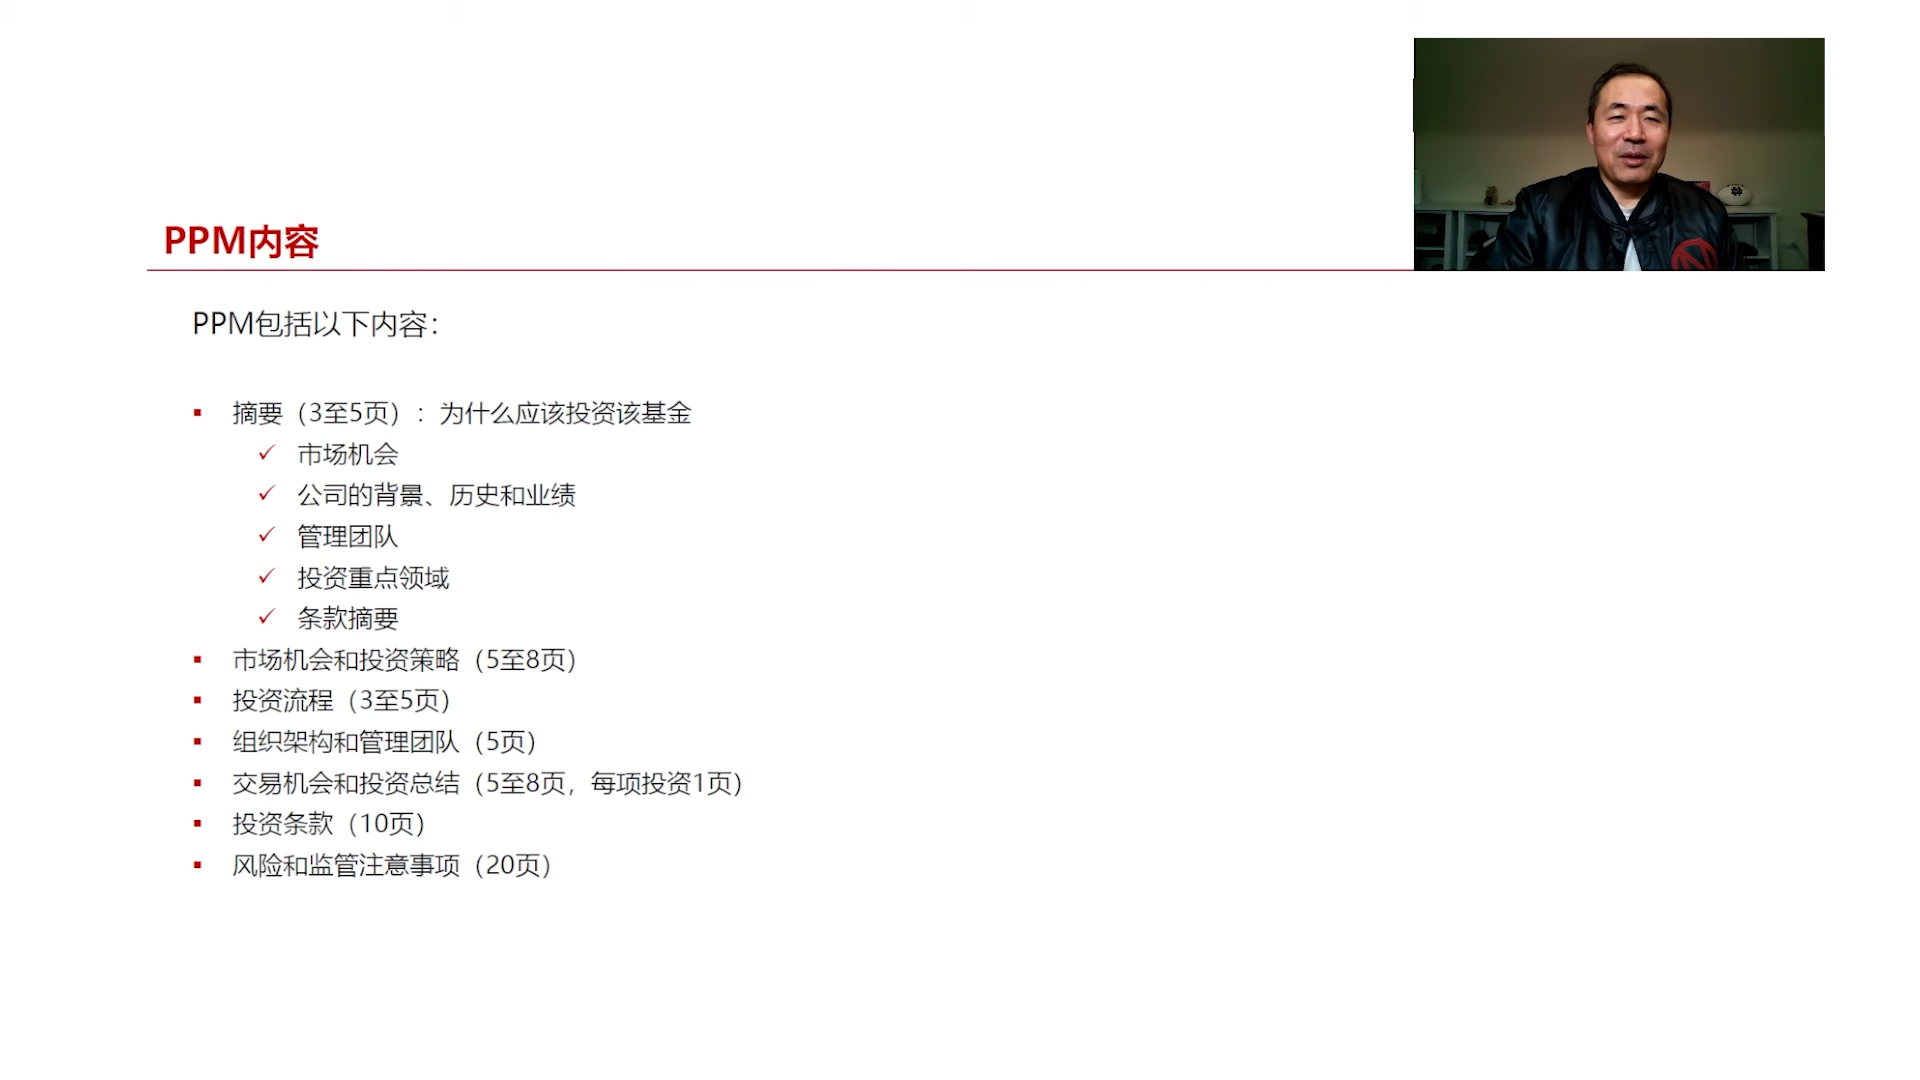 PPM内容
PPM包括以下内容：
摘要（3至5页）：为什么应该投资该基金
市场机会
公司的背景、历史和业绩
管理团队
投资重点领域
条款摘要
市场机会和投资策略（5至8页）
投资流程（3至5页）
组织架构和管理团队（5页）
交易机会和投资总结（5至8页，每项投资1页）
投资条款（10页）
风险和监管注意事项（20页）